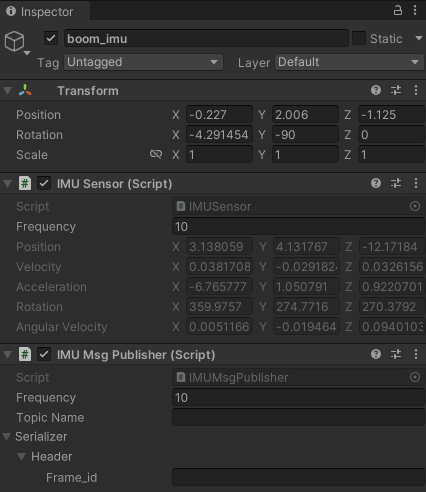 Inspector
boom_imu Static
Tag Untagged Layer Default
Transform
Position X -0.227 Y 2.006 Z -1.125
Rotation X -4.291454 Y -90 Z 0
Scale X 1 Y 1 Z 1
IMU Sensor (Script)
Script IMUSensor
Frequency 10
Position X 3.138059 Y 4.131767 Z -12.17184
Velocity X 0.0381708 Y -0.029182 Z 0.0326156
Acceleration X -6.765777 Y 1.050791 Z 0.9220701
Rotation X 359.9757 Y 274.7716 Z 270.3792
Angular Velocity X 0.0051166 Y -0.019464 Z 0.0940103
IMU Msg Publisher (Script)
Script IMUMsgPublisher
Frequency 10
Topic Name
Serializer
Header
Frame_id